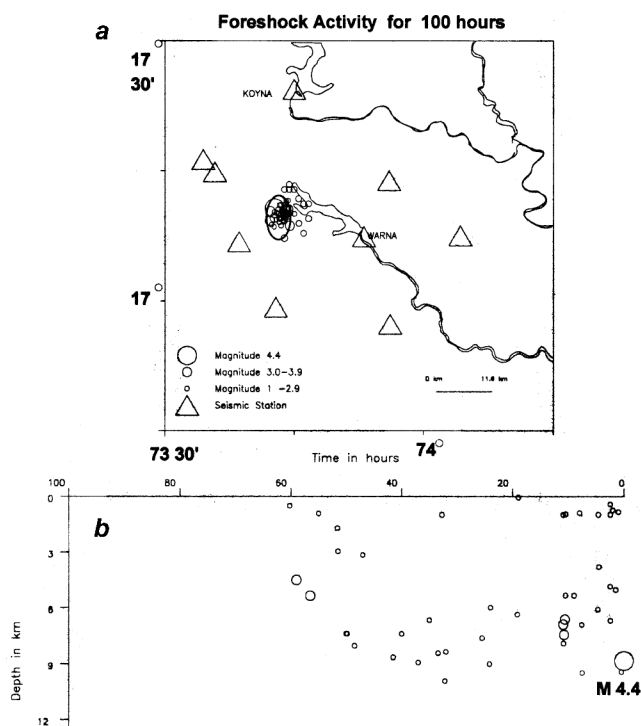 Foreshock Activity for 100 hours
a
17°
30'
KOYNA
WARNA
17°
Magnitude 4.4
Magnitude 3.0-3.9
Magnitude 1 -2.9
Seismic Station
0 km
11.8 km
73 30'
74°
Time in hours
100
80
60
40
20
0
b
0
3
6
9
12
Depth in km
M 4.4